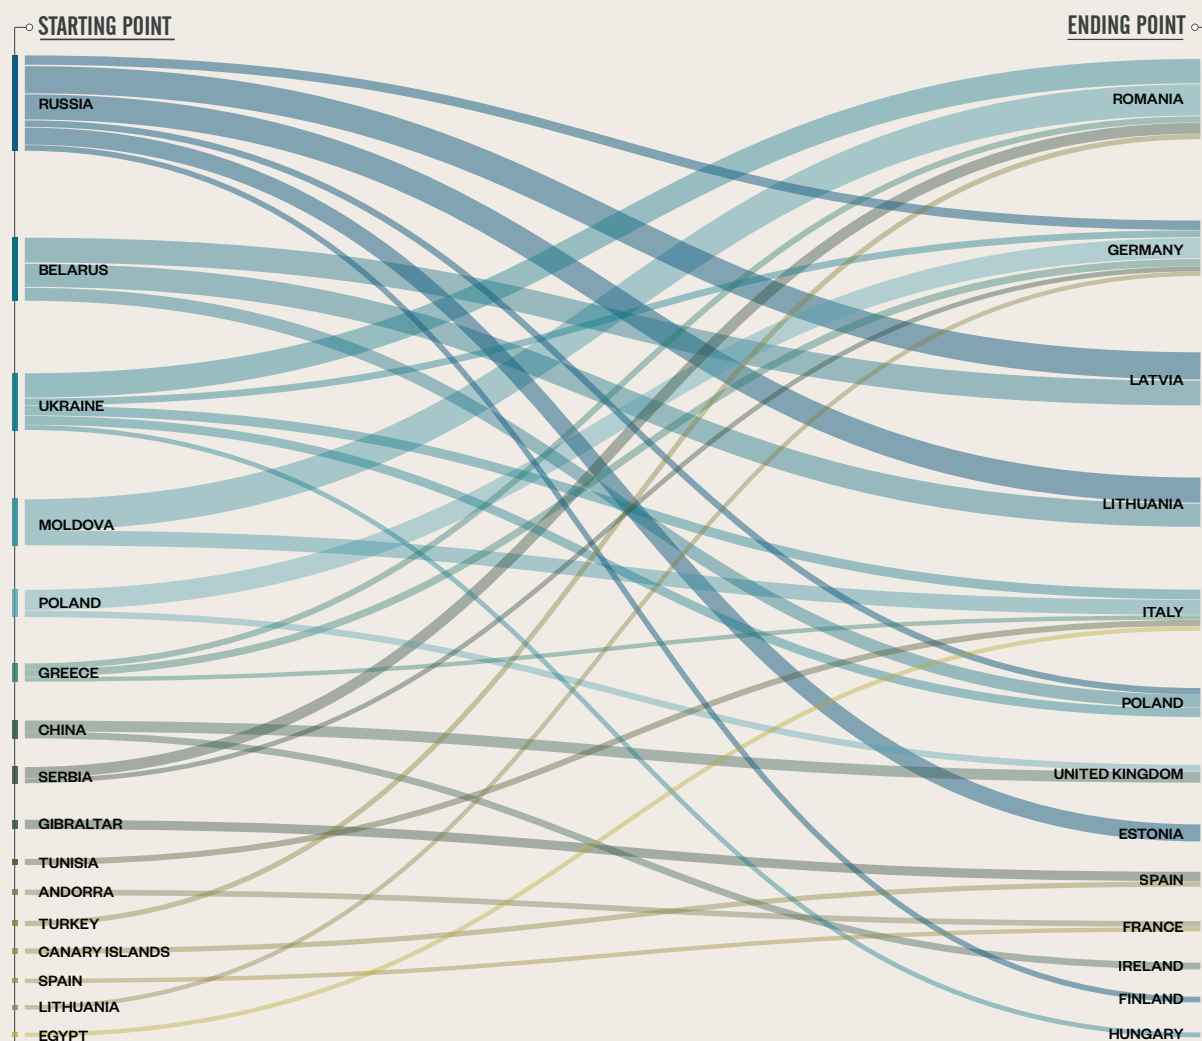 STARTING POINT
ENDING POINT
RUSSIA
BELARUS
UKRAINE
MOLDOVA
POLAND
GREECE
CHINA
SERBIA
GIBRALTAR
TUNISIA
ANDORRA
TURKEY
CANARY ISLANDS
SPAIN
LITHUANIA
EGYPT
ROMANIA
GERMANY
LATVIA
LITHUANIA
ITALY
POLAND
UNITED KINGDOM
ESTONIA
SPAIN
FRANCE
IRELAND
FINLAND
HUNGARY